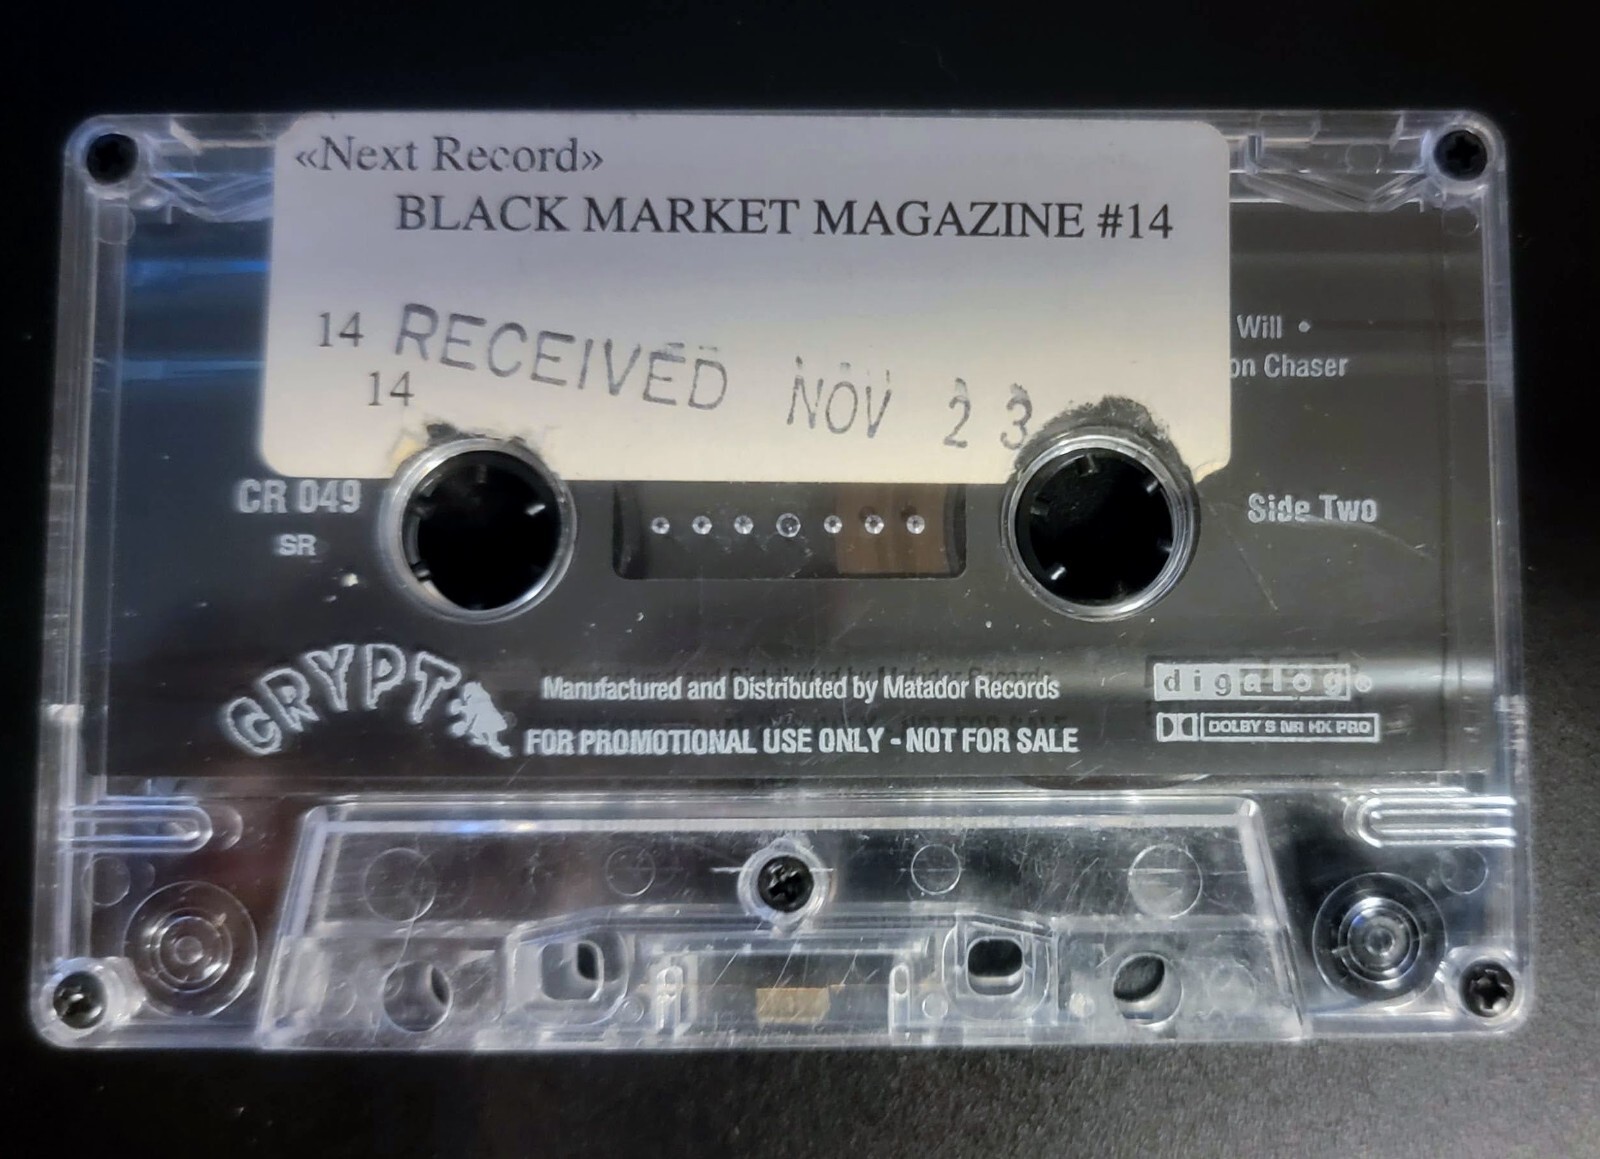 «Next Record»
BLACK MARKET MAGAZINE #14
14 RECEIVED NOV 23
14
Will •
on Chaser
CR 049
SR
Side Two
CRYPT
Manufactured and Distributed by Matador Records
FOR PROMOTIONAL USE ONLY - NOT FOR SALE
digalog®
DOLBY S NR HX PRO